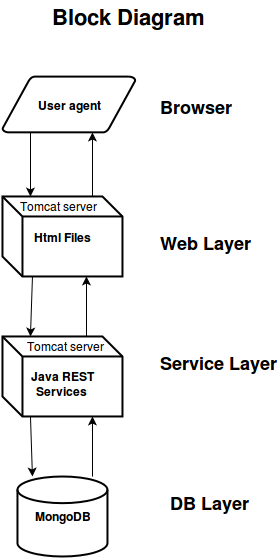 Block Diagram
User agent
Browser
Tomcat server
Html Files
Web Layer
Tomcat server
Java REST
Services
Service Layer
MongoDB
DB Layer